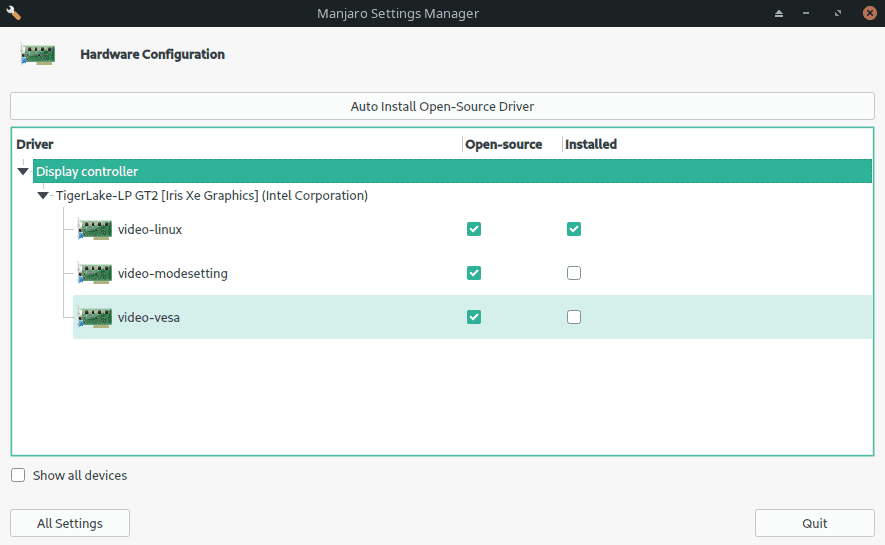 Manjaro Settings Manager
Hardware Configuration
Auto Install Open-Source Driver
Driver Open-source Installed
Display controller
TigerLake-LP GT2 [Iris Xe Graphics] (Intel Corporation)
video-linux
video-modesetting
video-vesa
Show all devices
All Settings Quit